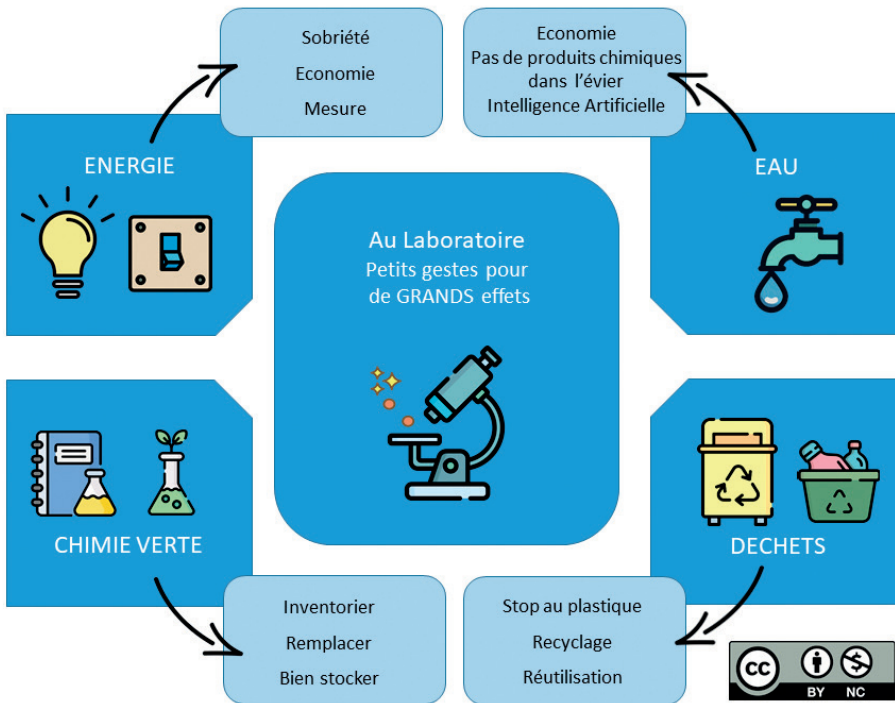 Sobriété
Economie
Mesure
Economie
Pas de produits chimiques
dans l'évier
Intelligence Artificielle
ENERGIE
EAU
Au Laboratoire
Petits gestes pour
de GRANDS effets
CHIMIE VERTE
DECHETS
Inventorier
Remplacer
Bien stocker
Stop au plastique
Recyclage
Réutilisation
CC
BY NC